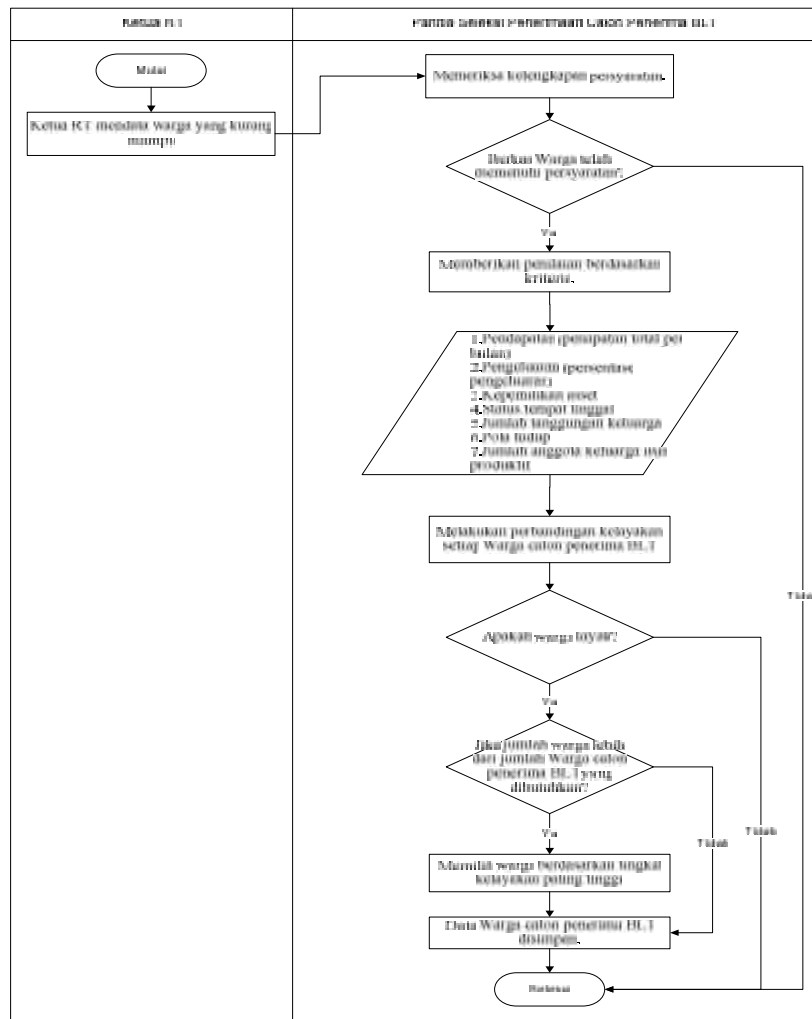 Ketua RT
Panitia Seleksi Penerimaan Calon Penerima BLT
Mulai
Ketua RT mendata warga yang kurang
mampu
Memeriksa kelengkapan persyaratan.
Berkas Warga telah
memenuhi persyaratan?
Ya
Tidak
Memberikan penilaian berdasarkan
kriteria.
1.Pendapatan (penapatan total per
bulan)
2.Pengeluaran (persentase
pengeluaran)
3.Kepemilikan asset
4.Status tempat tinggal
5.Jumlah tanggungan keluarga
6.Pola hidup
7.Jumlah anggota keluarga usia
produktif
Melakukan perbandingan kelayakan
setiap Warga calon penerima BLT
Apakah warga layak?
Ya
Tidak
Jika jumlah warga lebih
dari jumlah Warga calon
penerima BLT yang
dibutuhkan?
Ya
Tidak
Memilih warga berdasarkan tingkat
kelayakan paling tinggi
Data Warga calon penerima BLT
disimpan.
Selesai